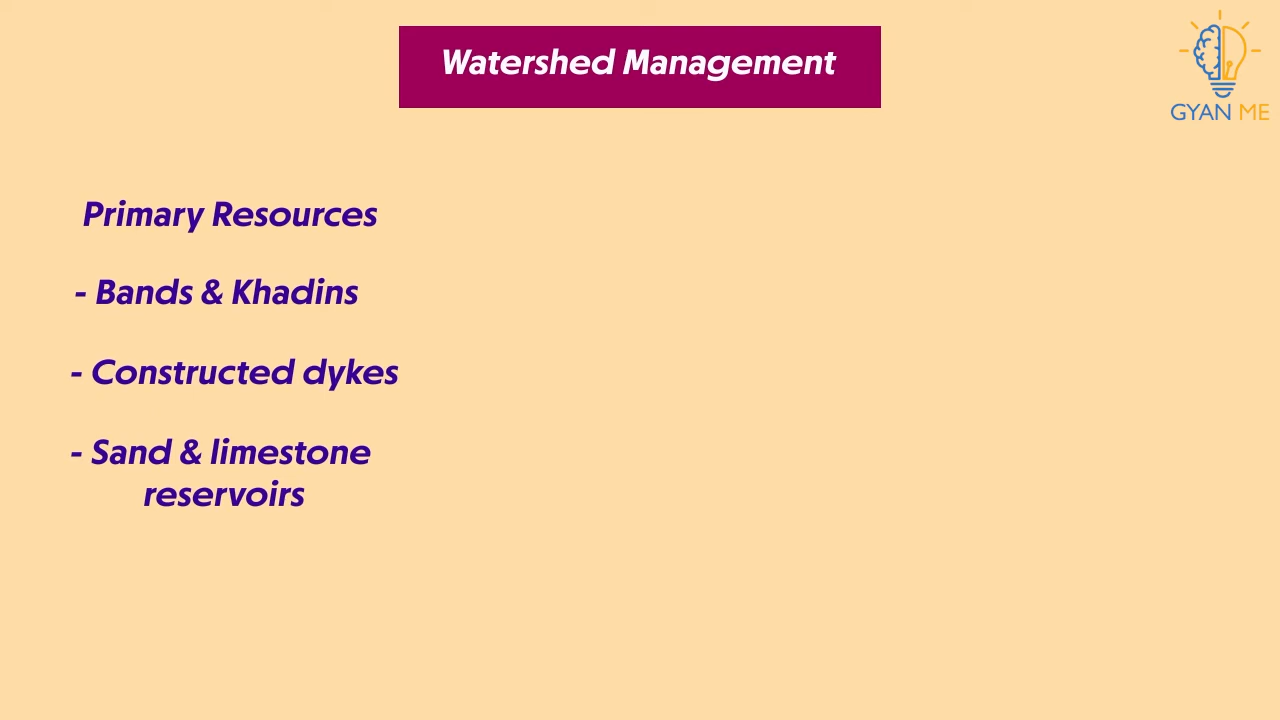 Watershed Management
GYAN ME
Primary Resources
- Bands & Khadins
- Constructed dykes
- Sand & limestone
reservoirs